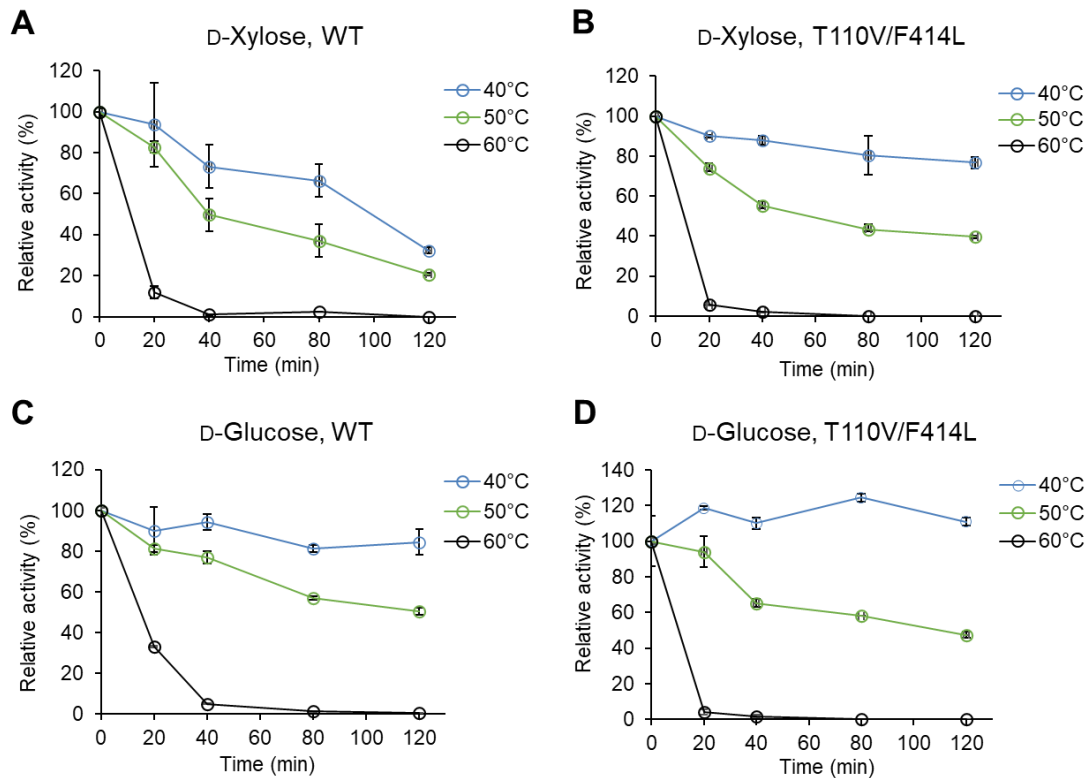 A
D-Xylose, WT
120
100
80
60
40
20
0
Relative activity (%)
0 20 40 60 80 100 120
Time (min)
40°C
50°C
60°C
B
D-Xylose, T110V/F414L
120
100
80
60
40
20
0
Relative activity (%)
0 20 40 60 80 100 120
Time (min)
40°C
50°C
60°C
C
D-Glucose, WT
120
100
80
60
40
20
0
Relative activity (%)
0 20 40 60 80 100 120
Time (min)
40°C
50°C
60°C
D
D-Glucose, T110V/F414L
140
120
100
80
60
40
20
0
Relative activity (%)
0 20 40 60 80 100 120
Time (min)
40°C
50°C
60°C